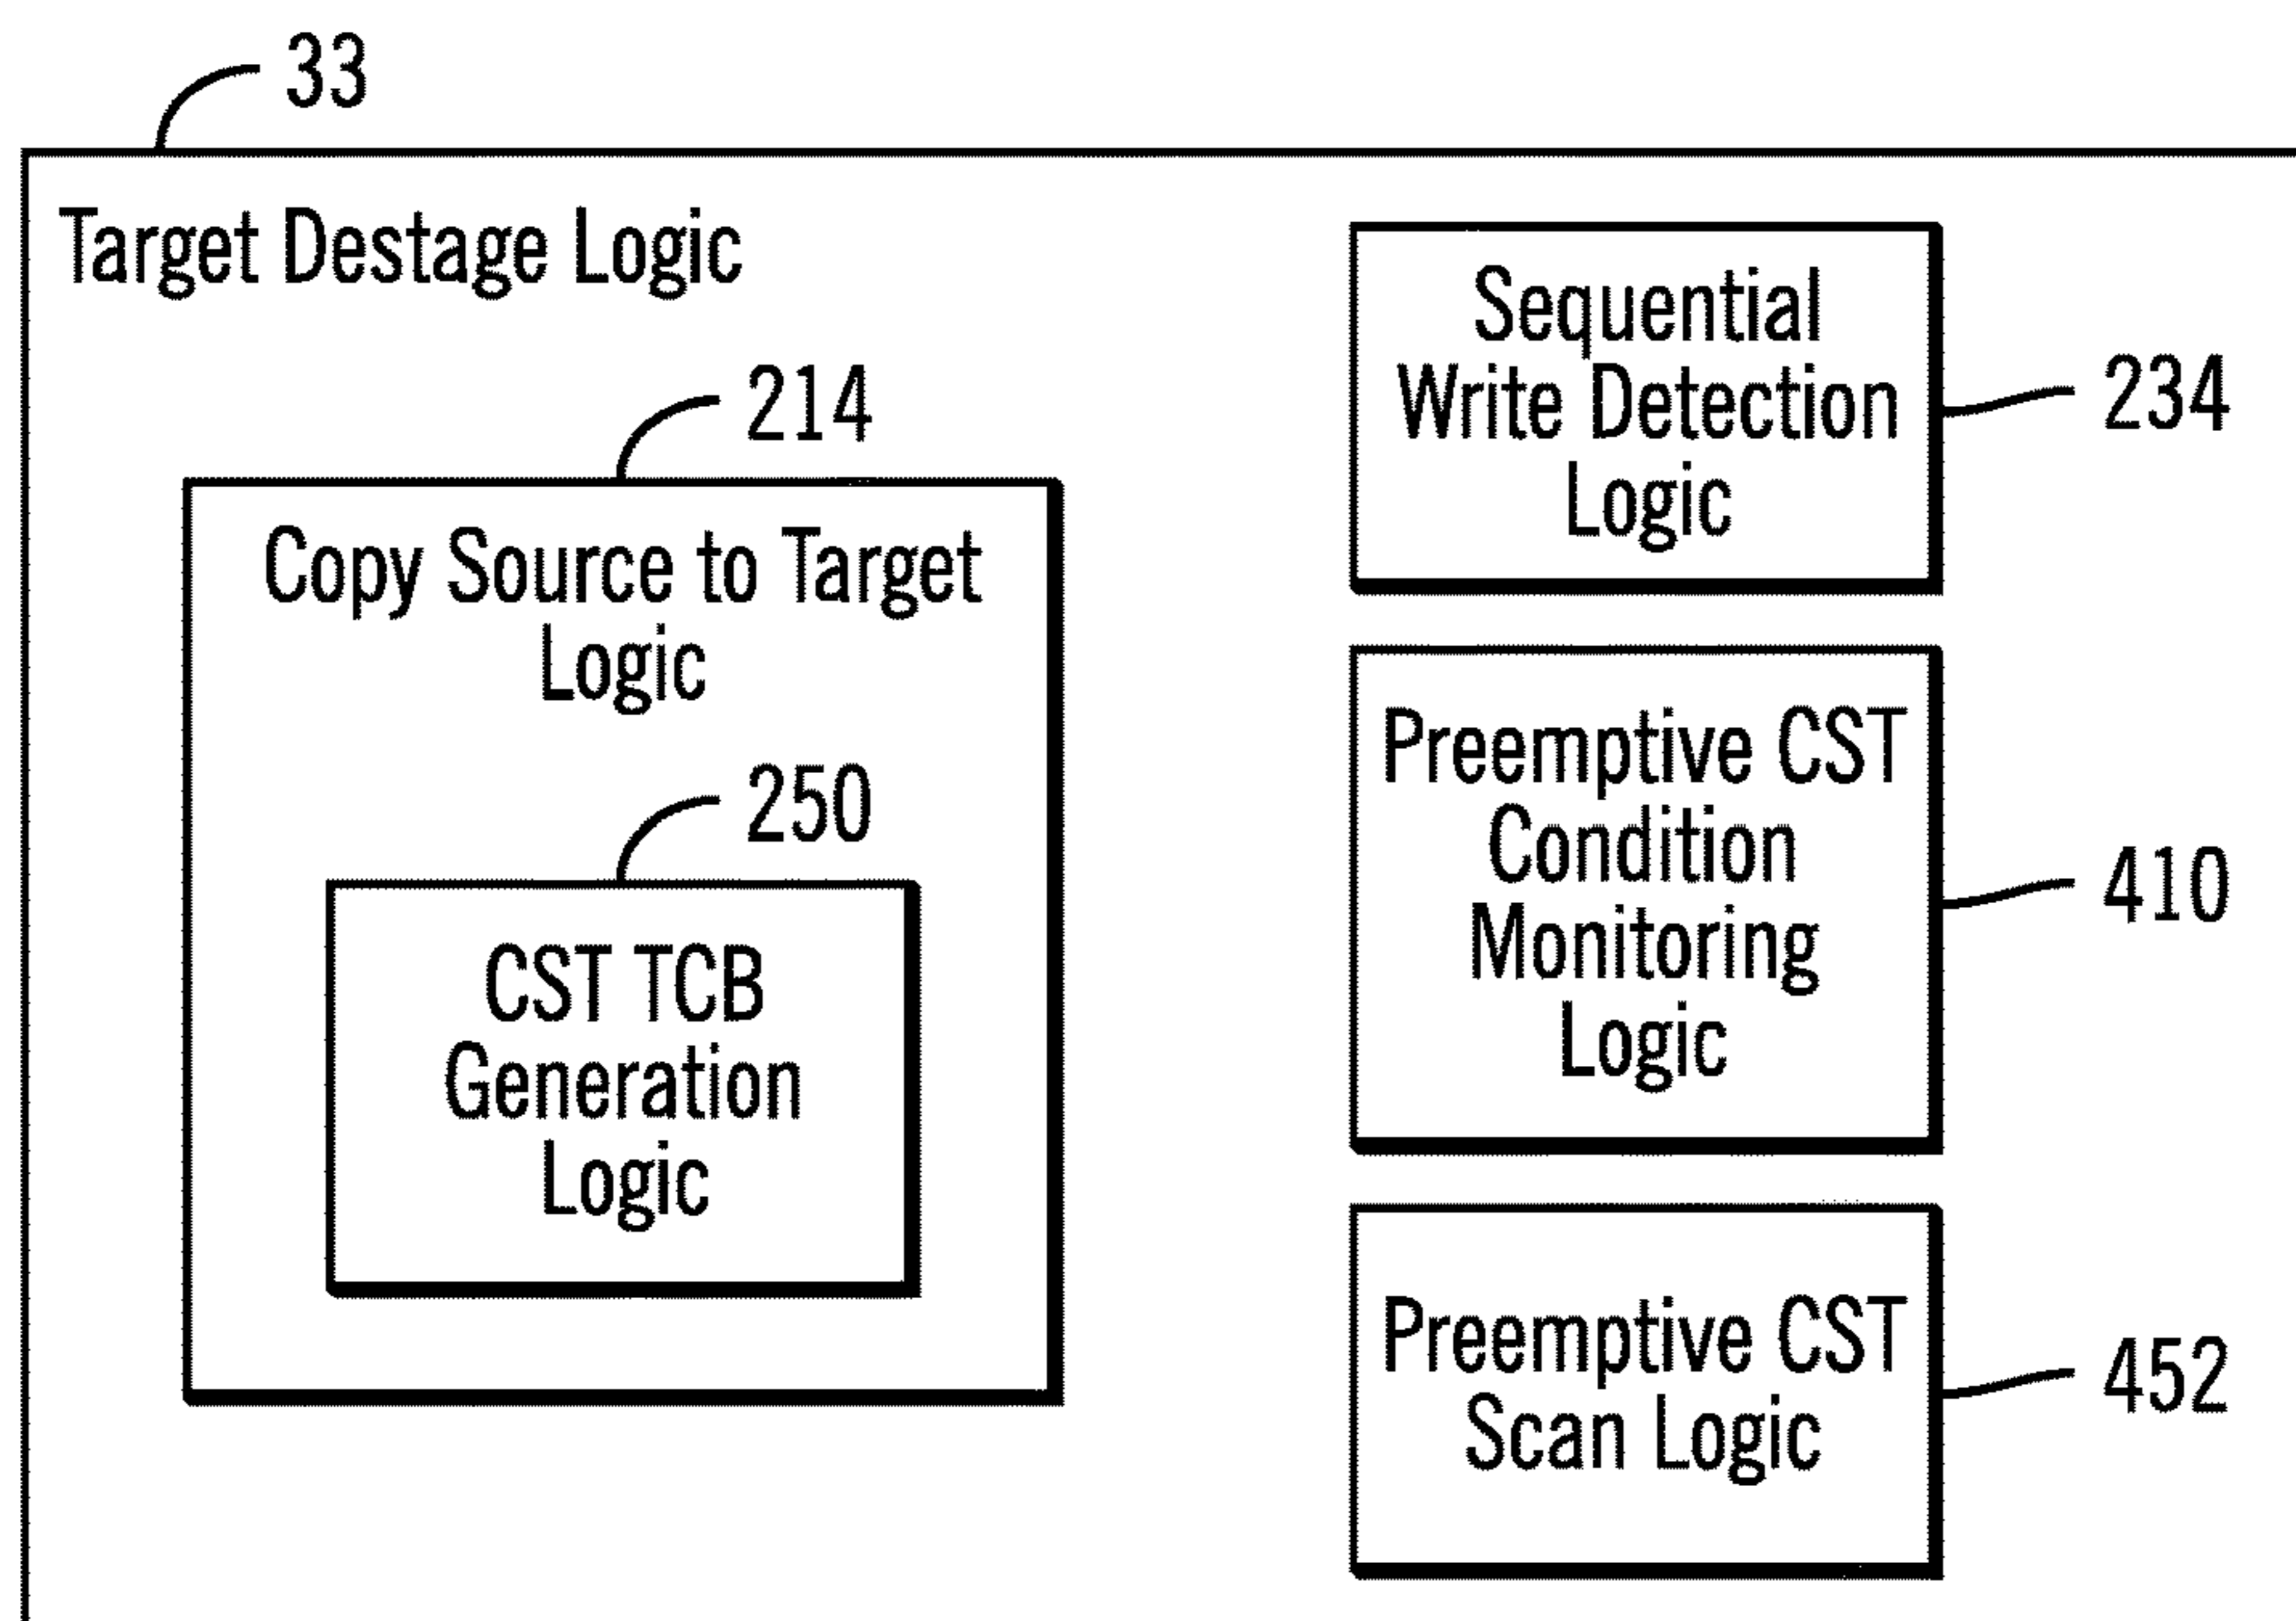 33
Target Destage Logic
214
Copy Source to Target
Logic
250
CST TCB
Generation
Logic
Sequential
Write Detection
Logic
234
Preemptive CST
Condition
Monitoring
Logic
410
Preemptive CST
Scan Logic
452